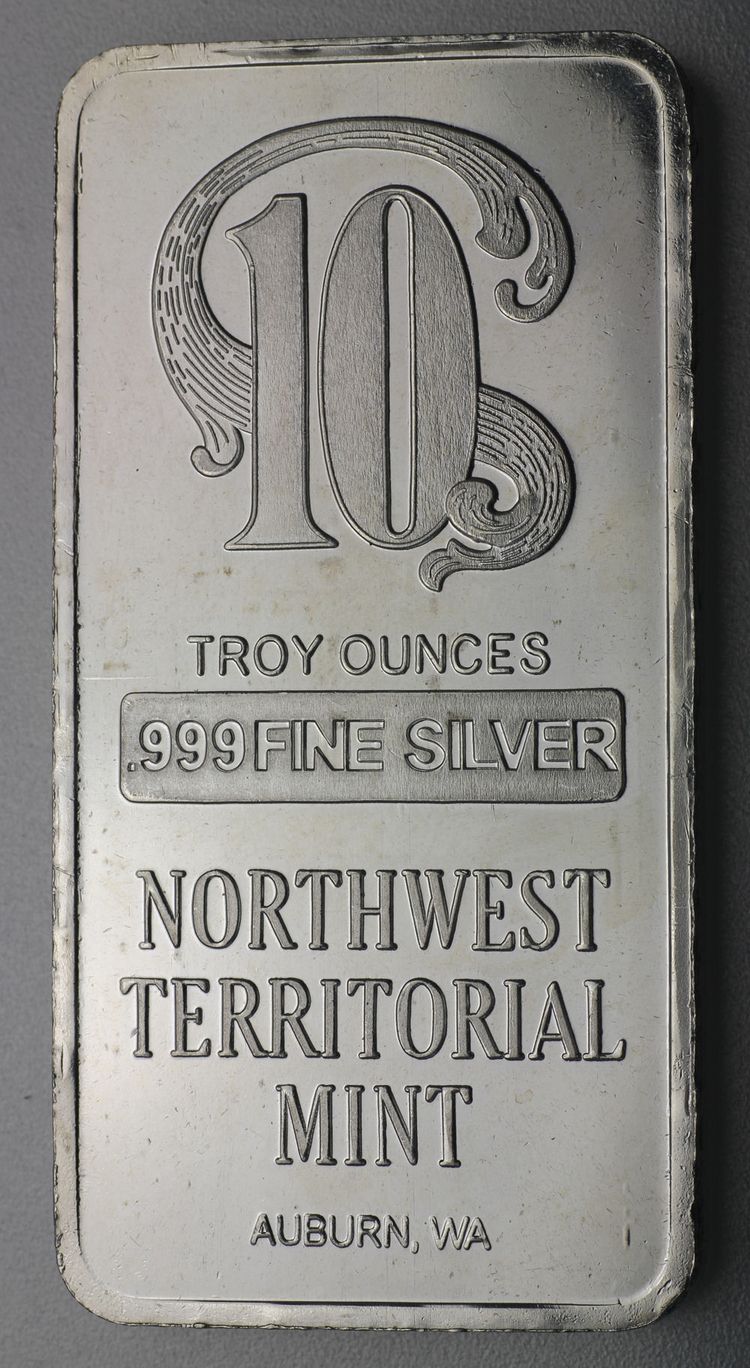 10
TROY OUNCES
.999 FINE SILVER
NORTHWEST
TERRITORIAL
MINT
AUBURN, WA